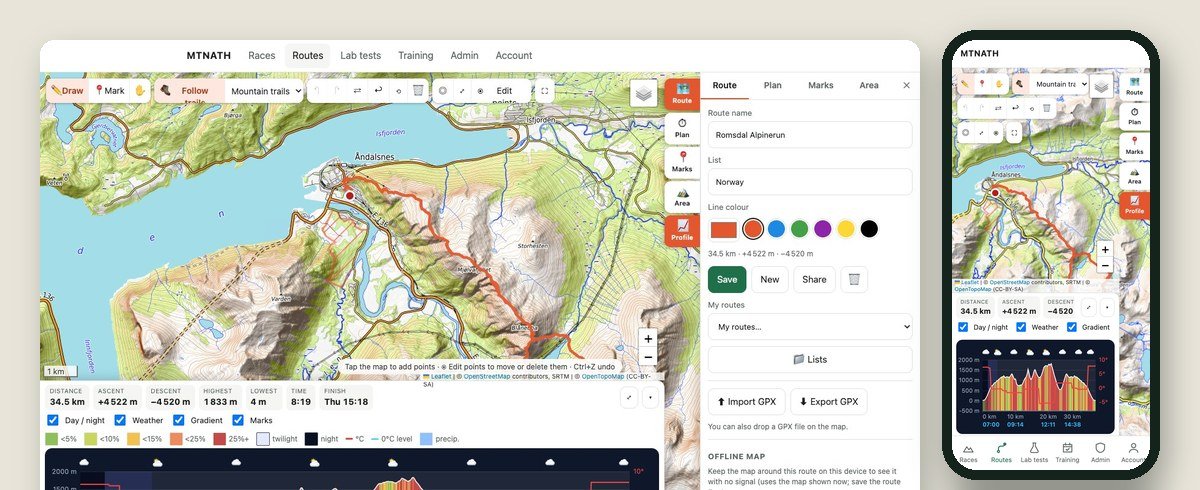 MTNATH Races Routes Lab tests Training Admin Account
Draw Mark Follow trails Mountain trails Edit points
Bjørga
Isfjorden
Isfjorden
Åndalsnes
Storhesten
Varden
d e n
1 km
+
−
Tap the map to add points · Edit points to move or delete them · Ctrl+Z undo
Leaflet | © OpenStreetMap contributors, SRTM | © OpenTopoMap (CC-BY-SA)
Route
Plan
Marks
Area
Profile
DISTANCE ASCENT DESCENT HIGHEST LOWEST TIME FINISH
34.5 km +4 522 m −4 520 m 1 833 m 4 m 8:19 Thu 15:18
Day / night Weather Gradient Marks
<5% <10% <15% <25% 25%+ twilight night °C 0°C level precip.
2000 m 10°
1500 m
Route Plan Marks Area ✕
Route name
Romsdal Alpinerun
List
Norway
Line colour
34.5 km · +4 522 m · −4 520 m
Save New Share
My routes
My routes...
Lists
Import GPX Export GPX
You can also drop a GPX file on the map.
OFFLINE MAP
Keep the map around this route on this device to see it
with no signal (uses the map shown now; save the route
MTNATH
Mountain tra
Route
Plan
Marks
Area
Profile
Isfjorden
Åndalsnes
+
−
Leaflet | © OpenStreetMap contributors, SRTM | ©
OpenTopoMap (CC-BY-SA)
DISTANCE ASCENT DESCENT
34.5 km +4 522 m −4 520
Day / night Weather Gradient
2000 m 10°
1500 m 5°
1000 m 0°
500 m -5°
0 m
−500 m
0 km 10 km 20 km 30 km
07:00 09:14 12:11 14:38
Races Routes Lab tests Training Admin Account